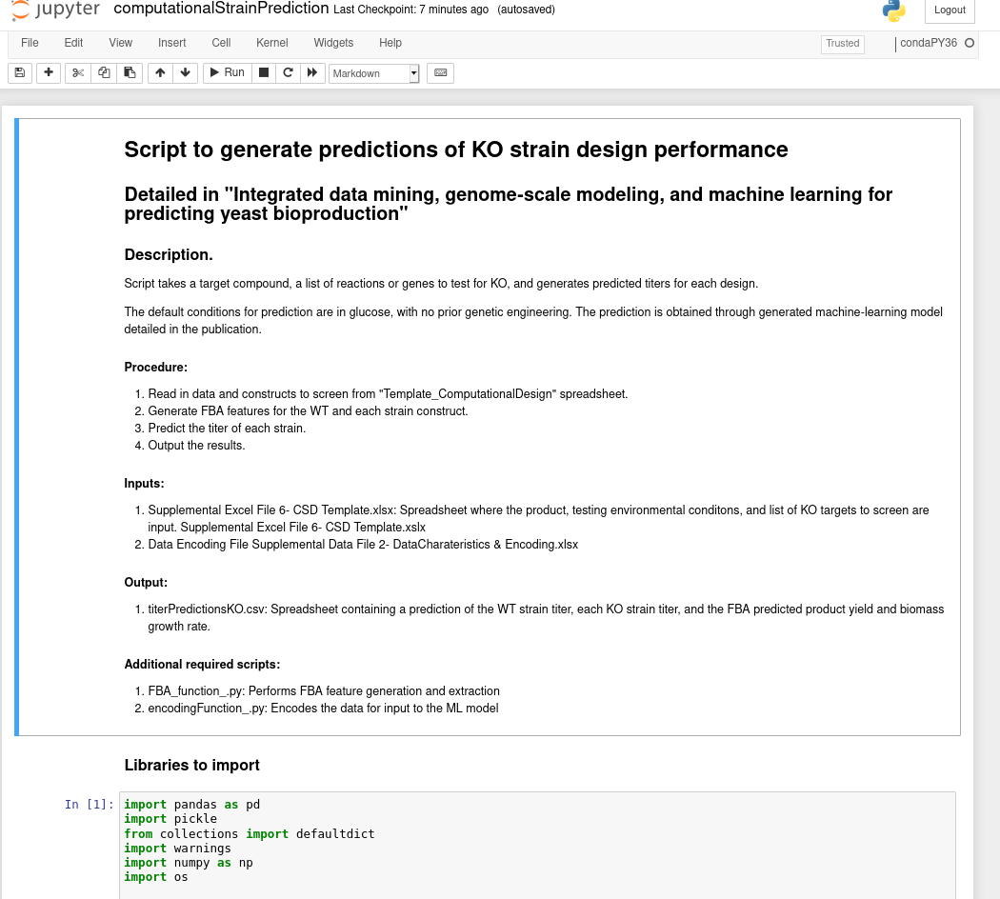 jupyter computationalStrainPrediction Last Checkpoint: 7 minutes ago (autosaved) Logout
File Edit View Insert Cell Kernel Widgets Help Trusted condaPY36
Run Markdown
Script to generate predictions of KO strain design performance
Detailed in "Integrated data mining, genome-scale modeling, and machine learning for
predicting yeast bioproduction"
Description.
Script takes a target compound, a list of reactions or genes to test for KO, and generates predicted titers for each design.
The default conditions for prediction are in glucose, with no prior genetic engineering. The prediction is obtained through generated machine-learning model
detailed in the publication.
Procedure:
1. Read in data and constructs to screen from "Template_ComputationalDesign" spreadsheet.
2. Generate FBA features for the WT and each strain construct.
3. Predict the titer of each strain.
4. Output the results.
Inputs:
1. Supplemental Excel File 6- CSD Template.xlsx: Spreadsheet where the product, testing environmental conditons, and list of KO targets to screen are
input. Supplemental Excel File 6- CSD Template.xslx
2. Data Encoding File Supplemental Data File 2- DataCharateristics & Encoding.xlsx
Output:
1. titerPredictionsKO.csv: Spreadsheet containing a prediction of the WT strain titer, each KO strain titer, and the FBA predicted product yield and biomass
growth rate.
Additional required scripts:
1. FBA_function_.py: Performs FBA feature generation and extraction
2. encodingFunction_.py: Encodes the data for input to the ML model
Libraries to import
In [1]: import pandas as pd
import pickle
from collections import defaultdict
import warnings
import numpy as np
import os